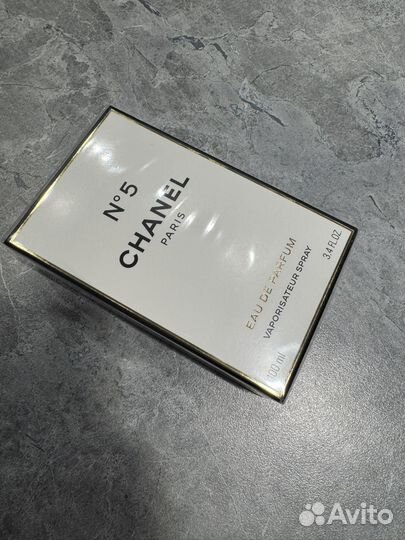 N°5
CHANEL
PARIS
EAU DE PARFUM
VAPORISATEUR SPRAY
100 ml
3.4 FL.OZ
Avito